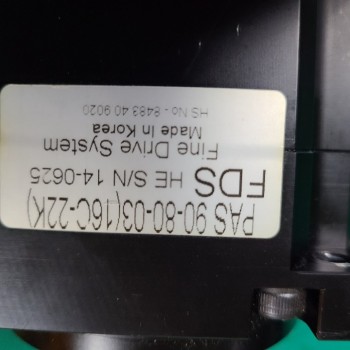 PAS 90-80-03(16C-22K)
FDS HE S/N 14-0625
Fine Drive System
Made In Korea
HS No - 8483 40 9020